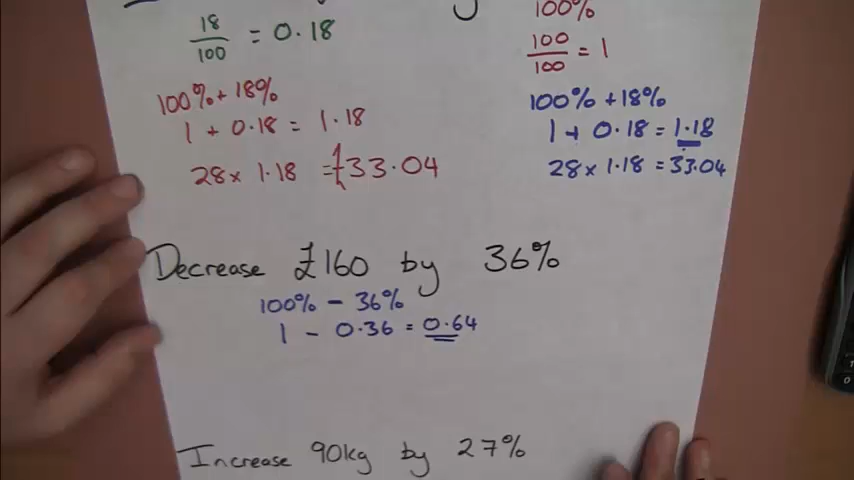 18/100 = 0.18
100% + 18%
1 + 0.18 = 1.18
28 x 1.18 = £33.04
100%
100/100 = 1
100% + 18%
1 + 0.18 = 1.18
28 x 1.18 = 33.04
Decrease £160 by 36%
100% - 36%
1 - 0.36 = 0.64
Increase 90kg by 27%